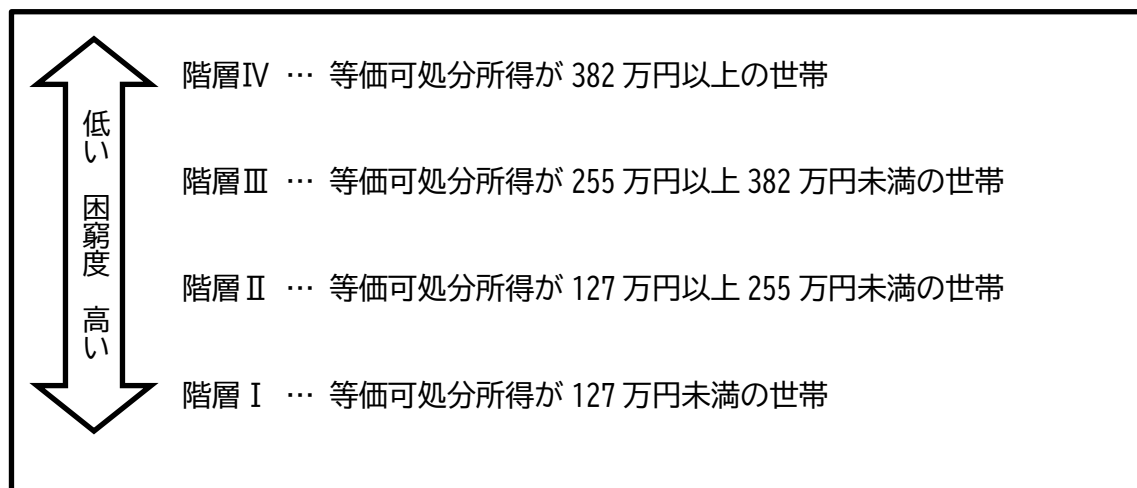 階層Ⅳ … 等価可処分所得が 382 万円以上の世帯
階層Ⅲ … 等価可処分所得が 255 万円以上 382 万円未満の世帯
階層Ⅱ … 等価可処分所得が 127 万円以上 255 万円未満の世帯
階層Ⅰ … 等価可処分所得が 127 万円未満の世帯
低い 困窮度 高い